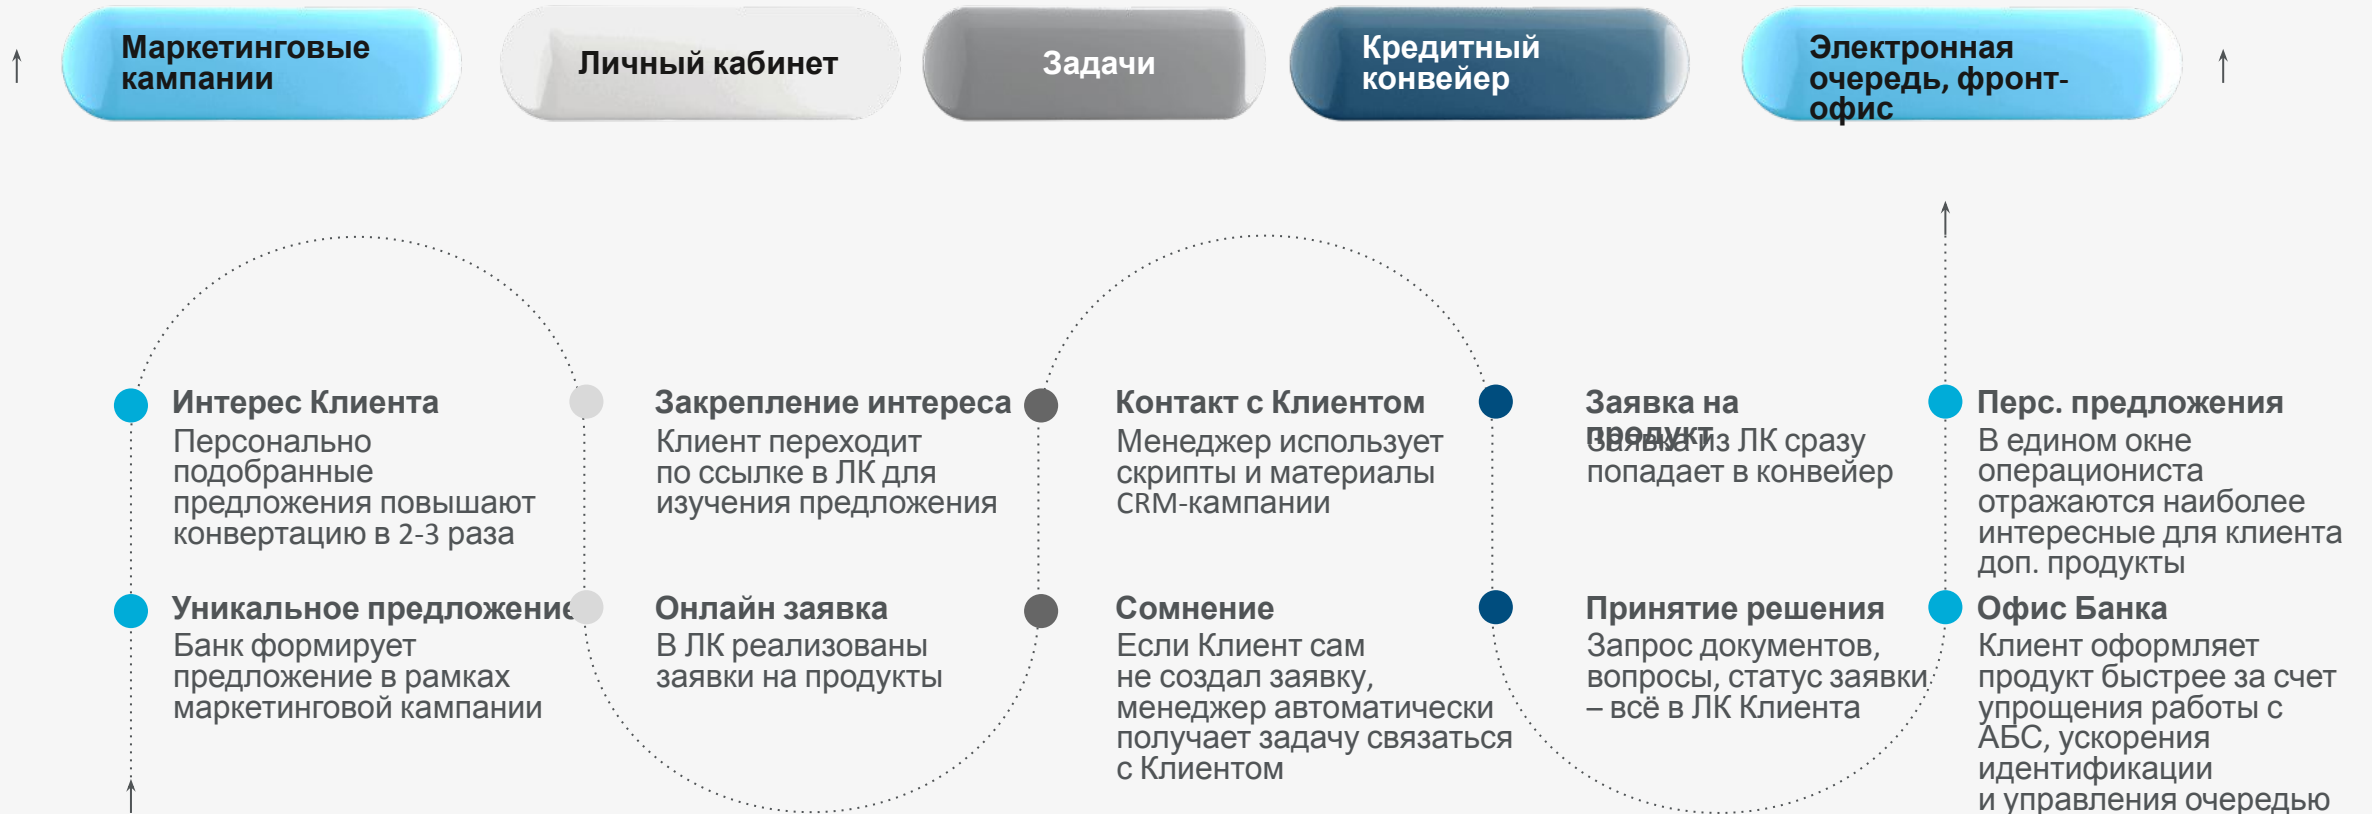 Маркетинговые
кампании
Личный кабинет
Задачи
Кредитный
конвейер
Электронная
очередь, фронт-
офис
Интерес Клиента
Персонально
подобранные
предложения повышают
конвертацию в 2-3 раза
Уникальное предложение
Банк формирует
предложение в рамках
маркетинговой кампании
Закрепление интереса
Клиент переходит
по ссылке в ЛК для
изучения предложения
Онлайн заявка
В ЛК реализованы
заявки на продукты
Контакт с Клиентом
Менеджер использует
скрипты и материалы
CRM-кампании
Сомнение
Если Клиент сам
не создал заявку,
менеджер автоматически
получает задачу связаться
с Клиентом
Заявка на
продукт
Заявка из ЛК сразу
попадает в конвейер
Принятие решения
Запрос документов,
вопросы, статус заявки
– всё в ЛК Клиента
Перс. предложения
В едином окне
операциониста
отражаются наиболее
интересные для клиента
доп. продукты
Офис Банка
Клиент оформляет
продукт быстрее за счет
упрощения работы с
АБС, ускорения
идентификации
и управления очередью